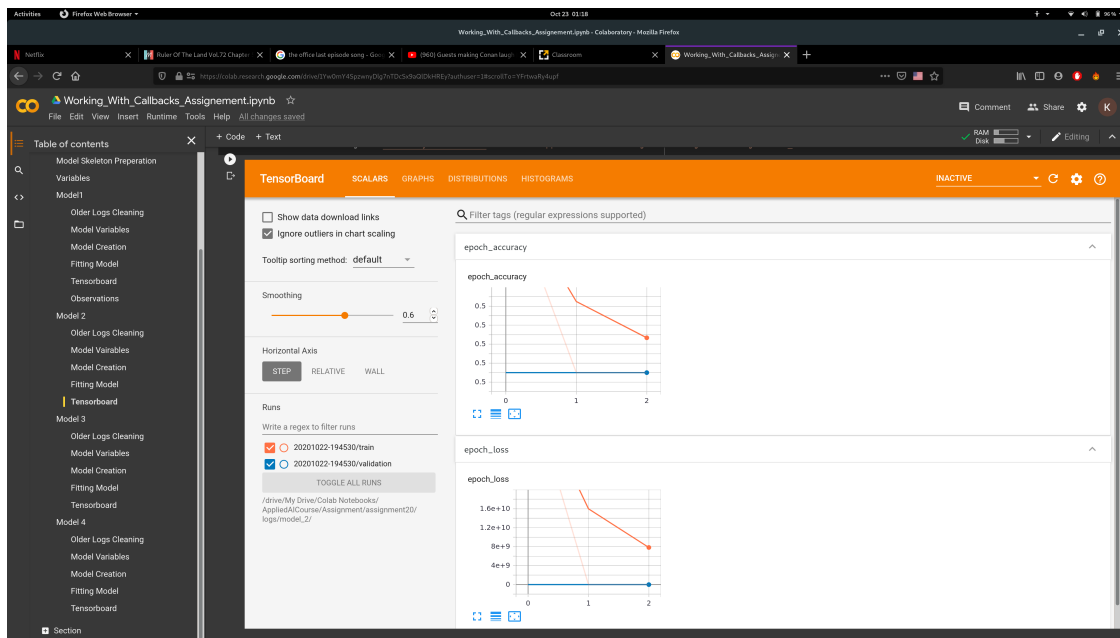 Activities Firefox Web Browser Oct 23 01:18 96%
Working_With_Callbacks_Assignement.ipynb - Colaboratory - Mozilla Firefox
Netflix Ruler Of The Land Vol.72 Chapter the office last episode song - Goo (960) Guests making Conan laugh Classroom Working_With_Callbacks_Assign
Working_With_Callbacks_Assignement.ipynb
File Edit View Insert Runtime Tools Help All changes saved
Comment Share K
Table of contents
+ Code + Text
RAM
Disk
Editing
Model Skeleton Preperation
Variables
Model1
Older Logs Cleaning
Model Variables
Model Creation
Fitting Model
Tensorboard
Observations
Model 2
Older Logs Cleaning
Model Vairables
Model Creation
Fitting Model
Tensorboard
Model 3
Older Logs Cleaning
Model Variables
Model Creation
Fitting Model
Tensorboard
Model 4
Older Logs Cleaning
Model Variables
Model Creation
Fitting Model
Tensorboard
Section
TensorBoard SCALARS GRAPHS DISTRIBUTIONS HISTOGRAMS INACTIVE
Show data download links
Ignore outliers in chart scaling
Tooltip sorting method: default
Smoothing
0.6
Horizontal Axis
STEP RELATIVE WALL
Runs
Write a regex to filter runs
20201022-194530/train
20201022-194530/validation
TOGGLE ALL RUNS
/drive/My Drive/Colab Notebooks/
AppliedAICourse/Assignment/assignment20/
logs/model_2/
Filter tags (regular expressions supported)
epoch_accuracy
epoch_accuracy
0.5
0.5
0.5
0.5
0.5
0 1 2
epoch_loss
epoch_loss
1.6e+10
1.2e+10
8e+9
4e+9
0
0 1 2